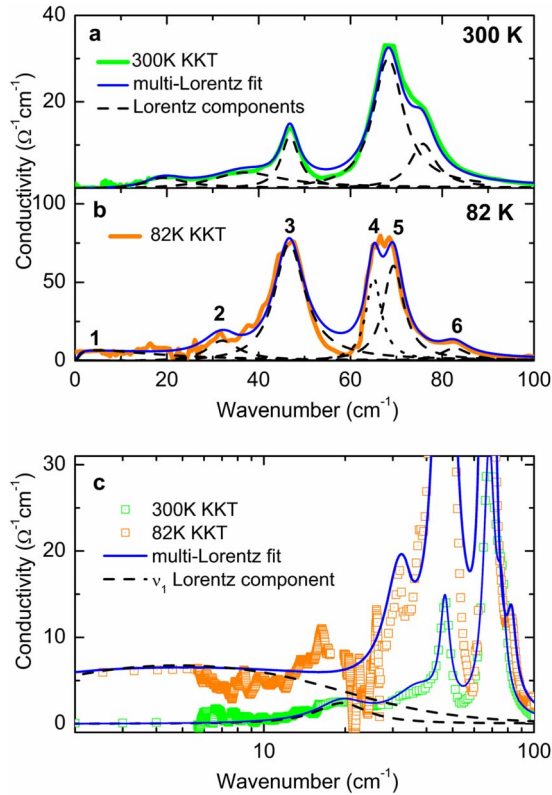 a
300 K
300K KKT
multi-Lorentz fit
Lorentz components
Conductivity (Ω⁻¹cm⁻¹)
40
20
b
82 K
82K KKT
1
2
3
4
5
6
100
75
50
25
0
0
20
40
60
80
100
Wavenumber (cm⁻¹)
c
300K KKT
82K KKT
multi-Lorentz fit
ν₁ Lorentz component
Conductivity (Ω⁻¹cm⁻¹)
30
20
10
0
10
100
Wavenumber (cm⁻¹)